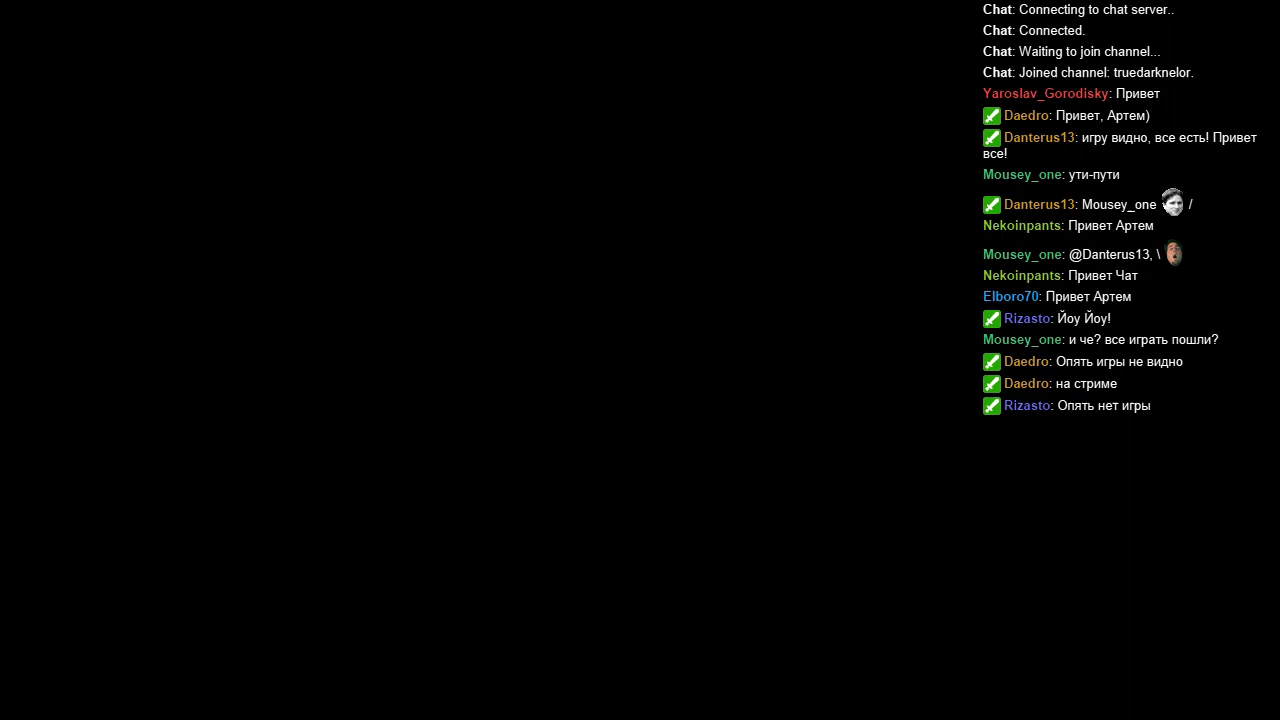 Chat: Connecting to chat server..
Chat: Connected.
Chat: Waiting to join channel...
Chat: Joined channel: truedarknelor.
Yaroslav_Gorodisky: Привет
Daedro: Привет, Артем)
Danterus13: игру видно, все есть! Привет
все!
Mousey_one: ути-пути
Danterus13: Mousey_one /
Nekoinpants: Привет Артем
Mousey_one: @Danterus13, \
Nekoinpants: Привет Чат
Elboro70: Привет Артем
Rizasto: Йоу Йоу!
Mousey_one: и че? все играть пошли?
Daedro: Опять игры не видно
Daedro: на стриме
Rizasto: Опять нет игры